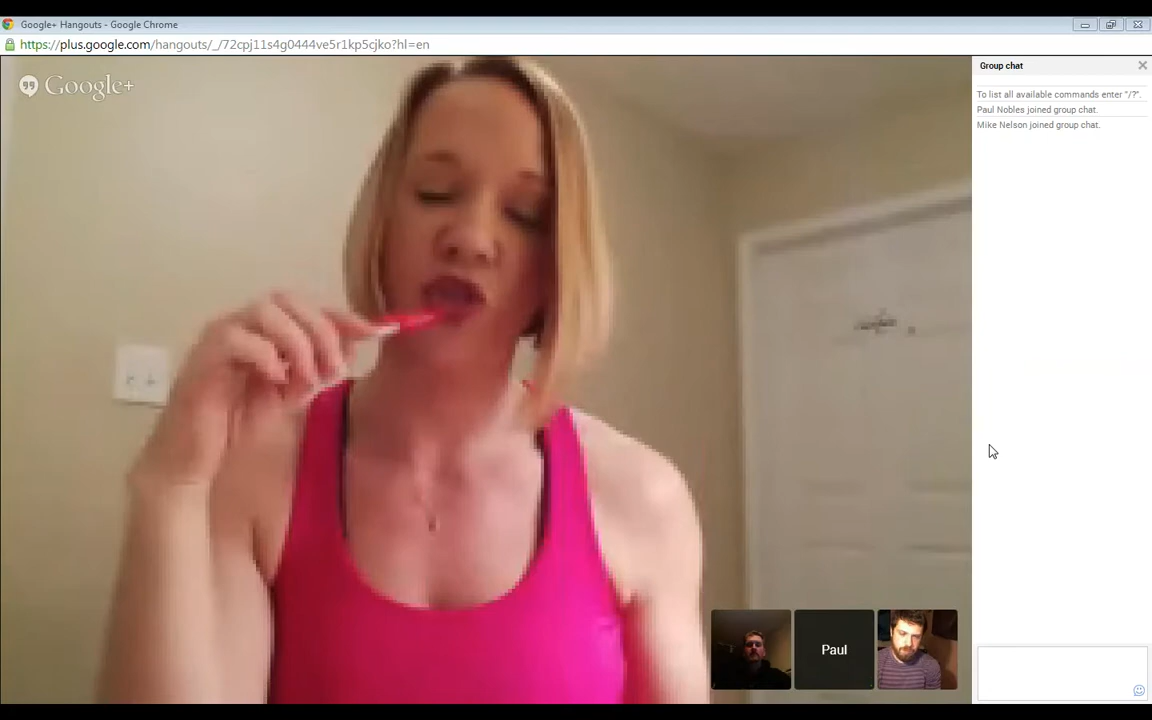 Google+ Hangouts - Google Chrome
https://plus.google.com/hangouts/_/72cpj11s4g0444ve5r1kp5cjko?hl=en
Google+
Group chat
To list all available commands enter "/?".
Paul Nobles joined group chat.
Mike Nelson joined group chat.
Paul